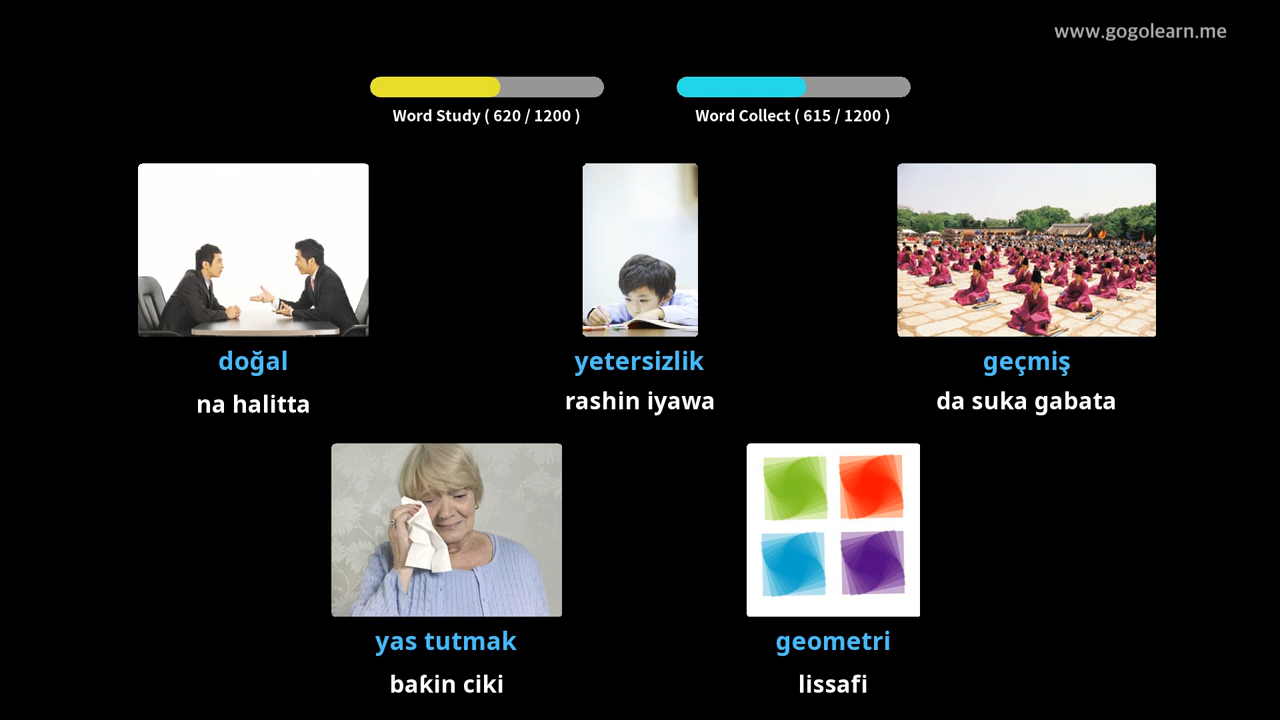 www.gogolearn.me
Word Study ( 620 / 1200 )
Word Collect ( 615 / 1200 )
doğal
na halitta
yetersizlik
rashin iyawa
geçmiş
da suka gabata
yas tutmak
baƙin ciki
geometri
lissafi